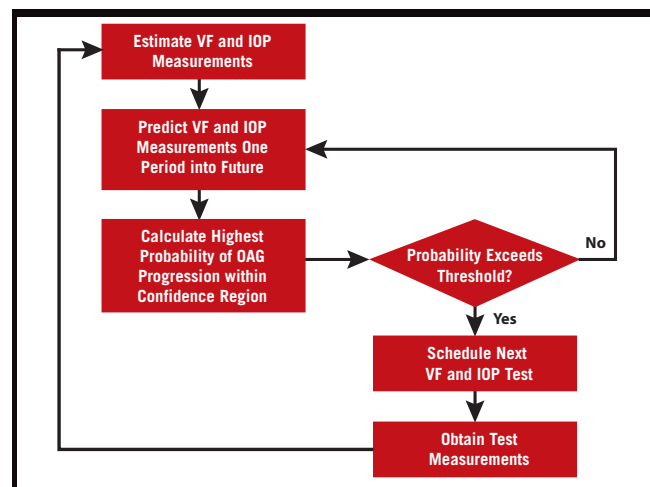 Estimate VF and IOP
Measurements
Predict VF and IOP
Measurements One
Period into Future
Calculate Highest
Probability of OAG
Progression within
Confidence Region
Probability Exceeds
Threshold?
No
Yes
Schedule Next
VF and IOP Test
Obtain Test
Measurements